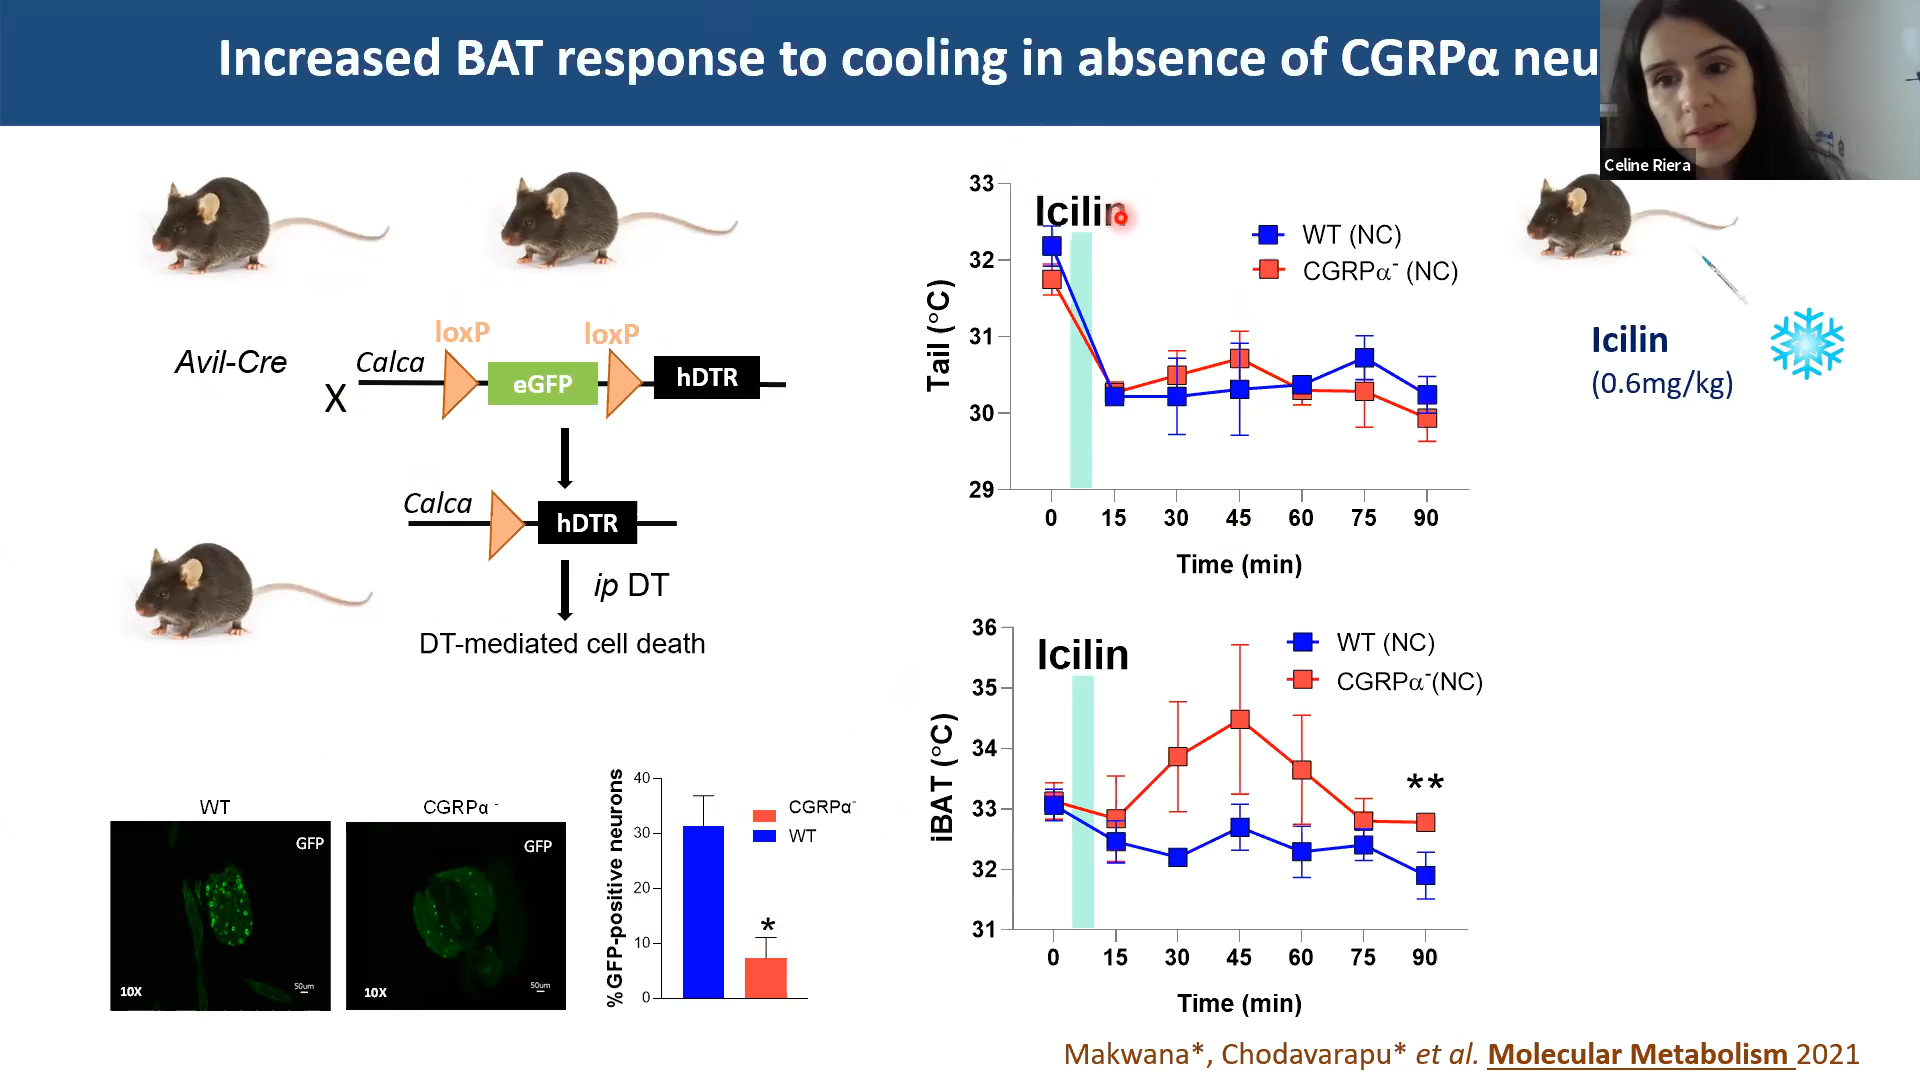 Increased BAT response to cooling in absence of CGRPα neu
Celine Riera
Avil-Cre
X
Calca
loxP
eGFP
loxP
hDTR
Calca
hDTR
ip DT
DT-mediated cell death
WT
GFP
10X
50um
CGRPα -
GFP
10X
50um
%GFP-positive neurons
40
30
20
10
0
*
CGRPα-
WT
Icilin
WT (NC)
CGRPα- (NC)
Tail (°C)
33
32
31
30
29
0 15 30 45 60 75 90
Time (min)
Icilin
WT (NC)
CGRPα-(NC)
iBAT (°C)
36
35
34
33
32
31
**
0 15 30 45 60 75 90
Time (min)
Icilin
(0.6mg/kg)
Makwana*, Chodavarapu* et al. Molecular Metabolism 2021